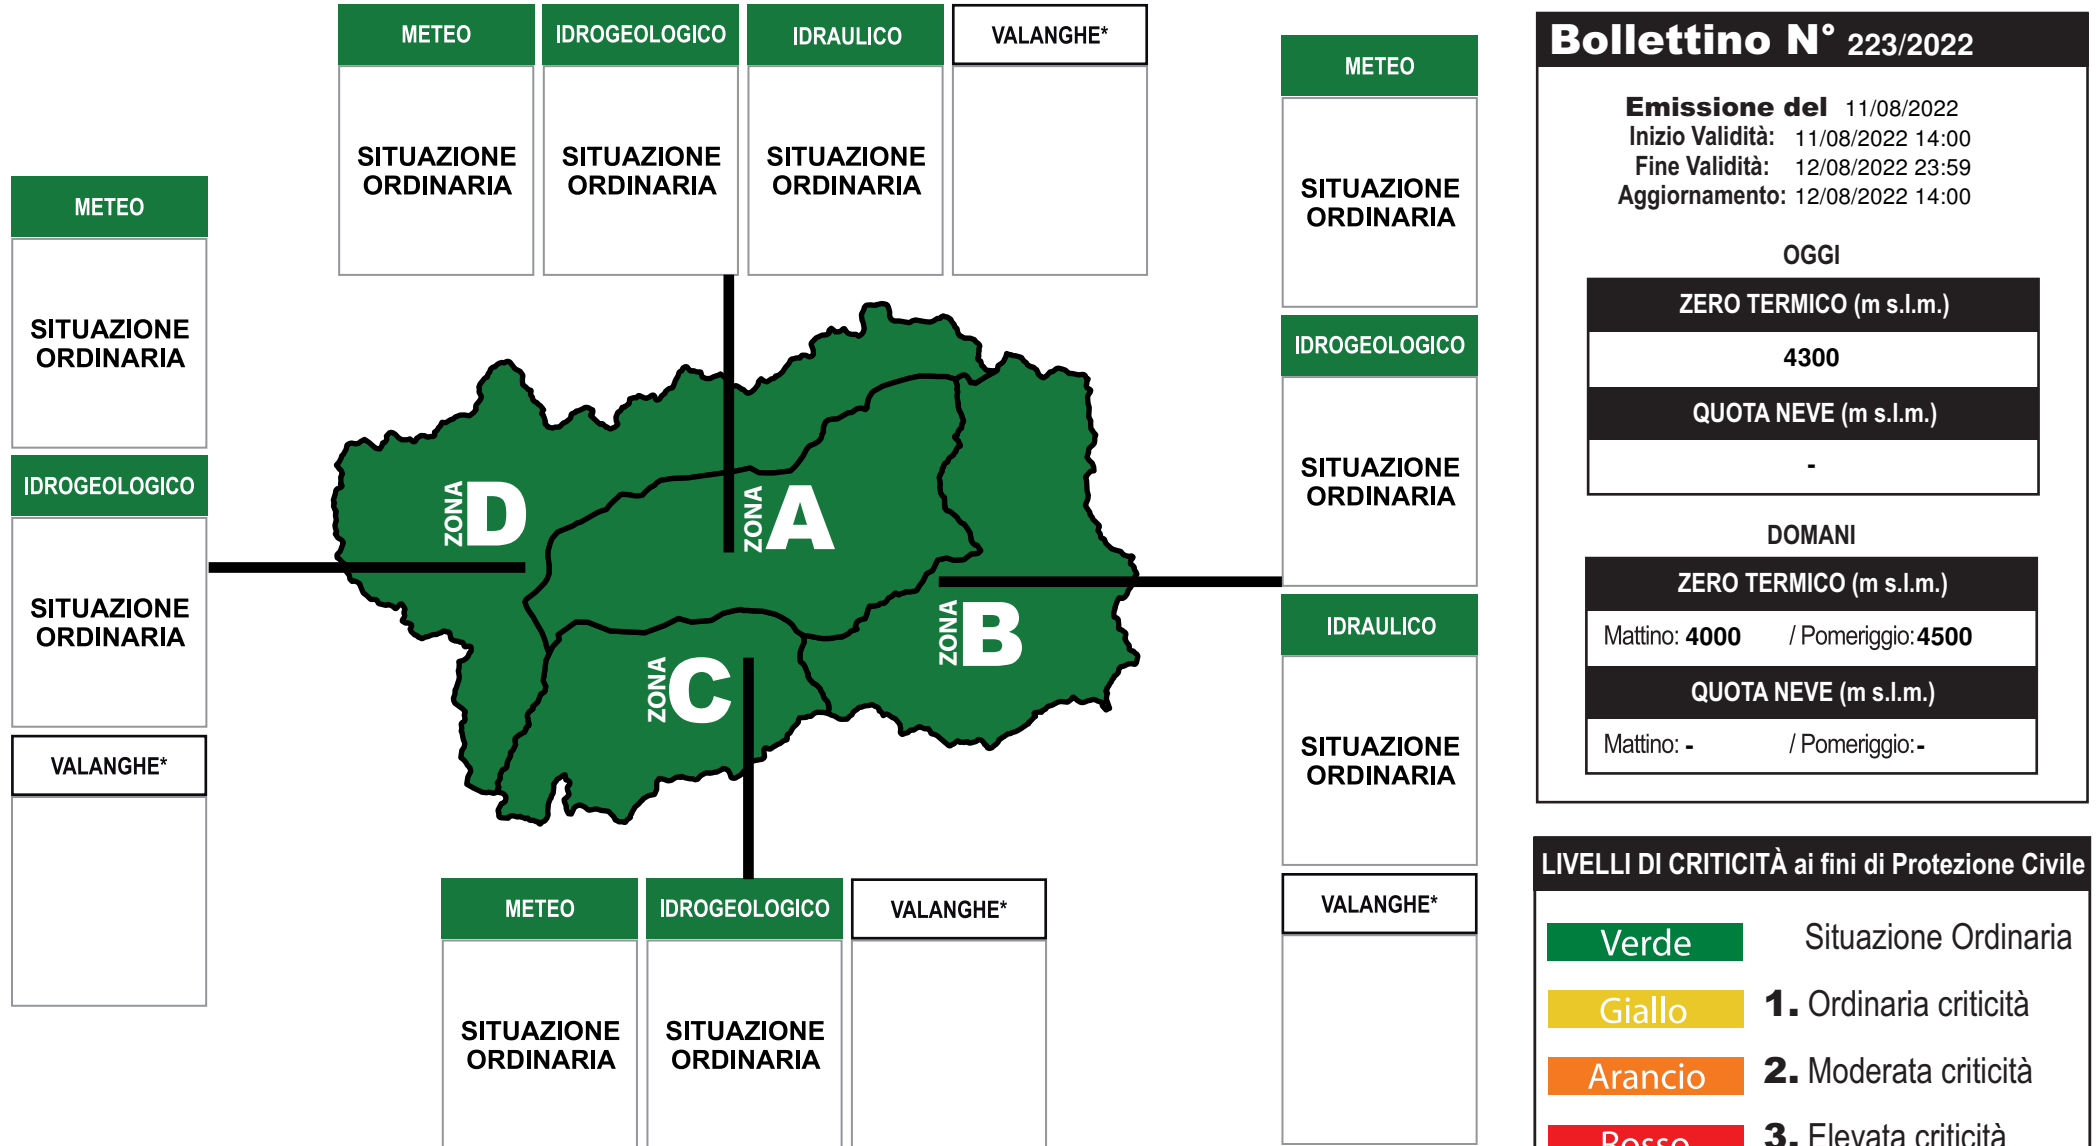 METEO
IDROGEOLOGICO
IDRAULICO
VALANGHE*
SITUAZIONE
ORDINARIA
SITUAZIONE
ORDINARIA
SITUAZIONE
ORDINARIA
METEO
SITUAZIONE
ORDINARIA
IDROGEOLOGICO
SITUAZIONE
ORDINARIA
VALANGHE*
ZONA D
ZONA A
ZONA B
ZONA C
METEO
SITUAZIONE
ORDINARIA
IDROGEOLOGICO
SITUAZIONE
ORDINARIA
IDRAULICO
SITUAZIONE
ORDINARIA
VALANGHE*
METEO
IDROGEOLOGICO
VALANGHE*
SITUAZIONE
ORDINARIA
SITUAZIONE
ORDINARIA
Bollettino N° 223/2022
Emissione del 11/08/2022
Inizio Validità: 11/08/2022 14:00
Fine Validità: 12/08/2022 23:59
Aggiornamento: 12/08/2022 14:00
OGGI
ZERO TERMICO (m s.l.m.)
4300
QUOTA NEVE (m s.l.m.)
-
DOMANI
ZERO TERMICO (m s.l.m.)
Mattino: 4000 / Pomeriggio: 4500
QUOTA NEVE (m s.l.m.)
Mattino: - / Pomeriggio: -
LIVELLI DI CRITICITÀ ai fini di Protezione Civile
Verde Situazione Ordinaria
Giallo 1. Ordinaria criticità
Arancio 2. Moderata criticità
Rosso 3. Elevata criticità